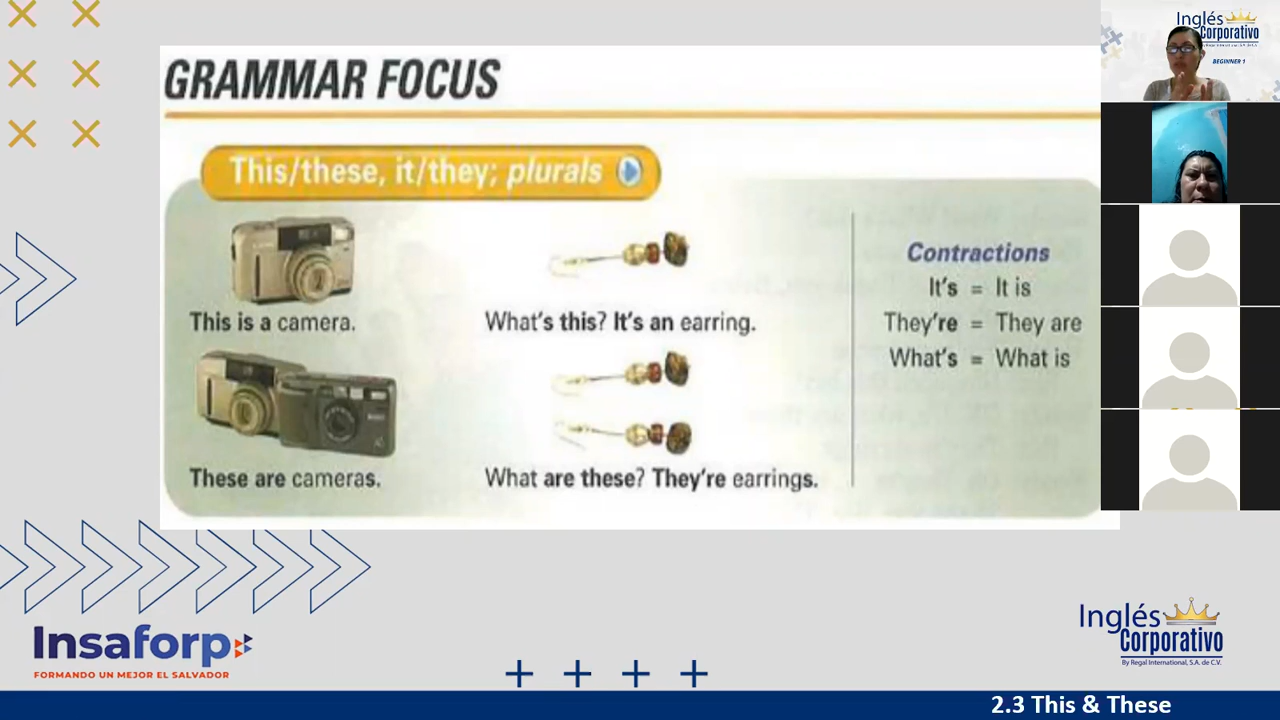 GRAMMAR FOCUS
This/these, it/they; plurals
This is a camera.
What's this? It's an earring.
These are cameras.
What are these? They're earrings.
Contractions
It's = It is
They're = They are
What's = What is
Inglés
Corporativo
BEGINNER 1
Insaforp
FORMANDO UN MEJOR EL SALVADOR
Inglés
Corporativo
By Regal International, S.A. de C.V.
2.3 This & These